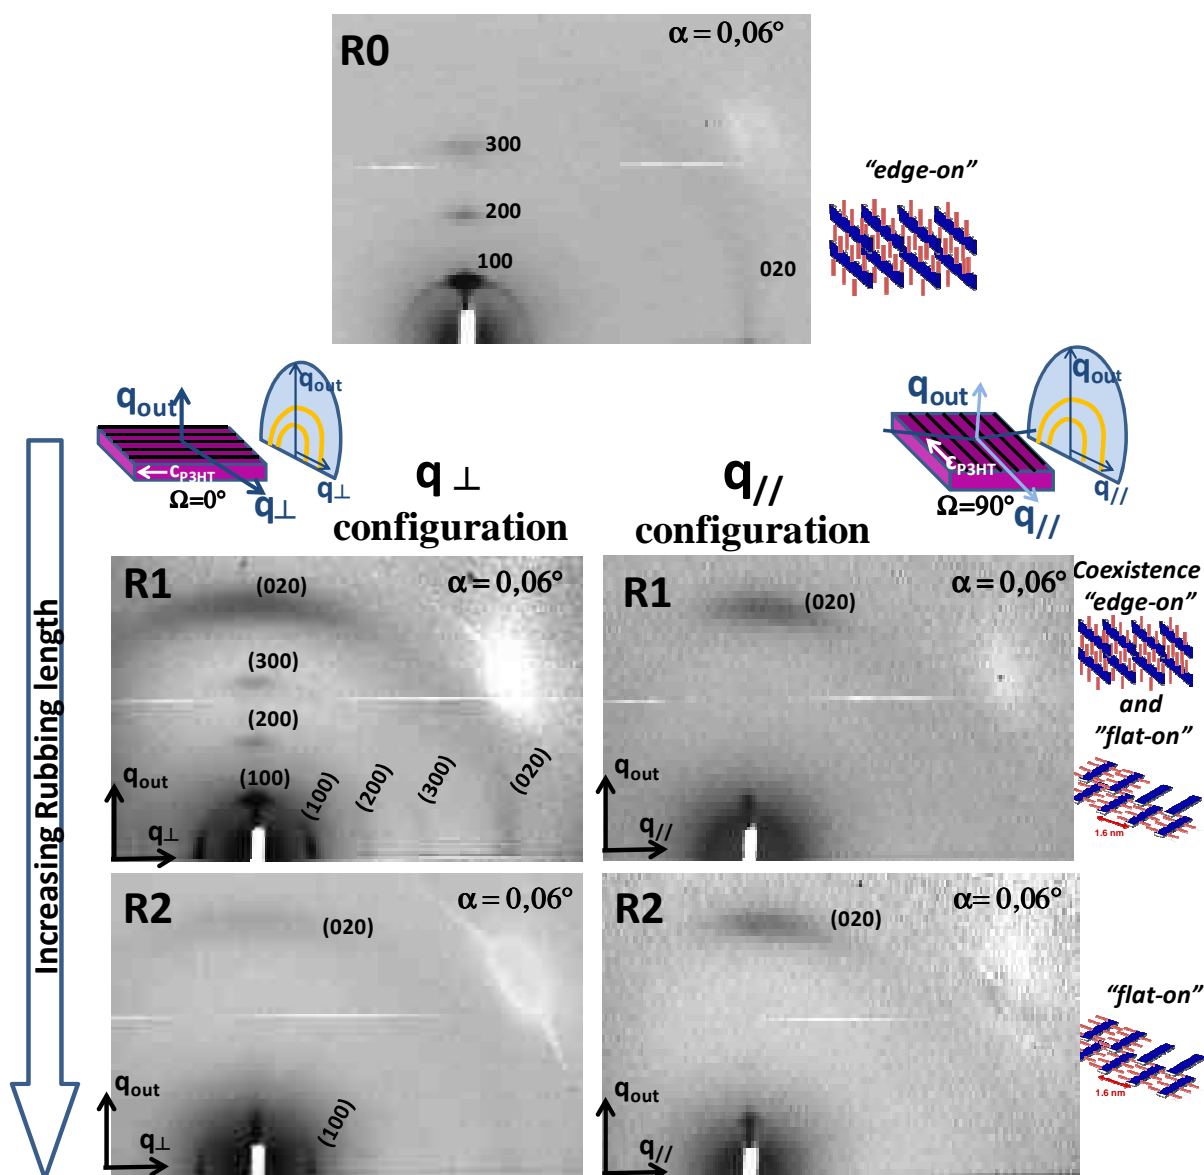 R0
α = 0,06°
300
200
100
020
"edge-on"
qout
qout
q⊥
cP3HT
Ω=0°
q⊥
q ⊥
configuration
q//
configuration
qout
qout
q//
cP3HT
Ω=90°
q//
Increasing Rubbing length
R1
α = 0,06°
(020)
(300)
(200)
(100)
(100)
(200)
(300)
(020)
qout
q⊥
R1
α = 0,06°
(020)
qout
q//
Coexistence
"edge-on"
and
"flat-on"
1.6 nm
R2
α = 0,06°
(020)
(100)
qout
q⊥
R2
α= 0,06°
(020)
qout
q//
"flat-on"
1.6 nm